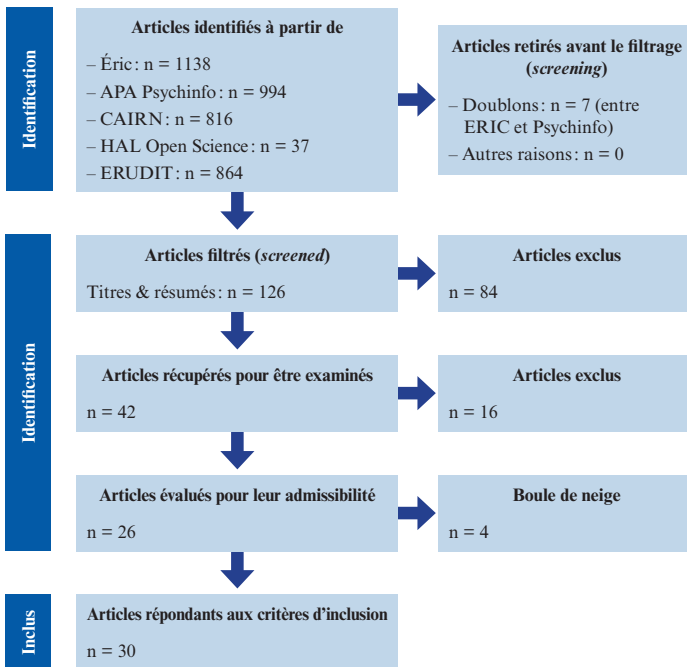 Identification
Articles identifiés à partir de
– Éric : n = 1138
– APA Psychinfo : n = 994
– CAIRN : n = 816
– HAL Open Science : n = 37
– ERUDIT : n = 864
Articles retirés avant le filtrage
(screening)
– Doublons : n = 7 (entre
ERIC et Psychinfo)
– Autres raisons : n = 0
Identification
Articles filtrés (screened)
Titres & résumés : n = 126
Articles exclus
n = 84
Articles récupérés pour être examinés
n = 42
Articles exclus
n = 16
Articles évalués pour leur admissibilité
n = 26
Boule de neige
n = 4
Inclus
Articles répondants aux critères d’inclusion
n = 30